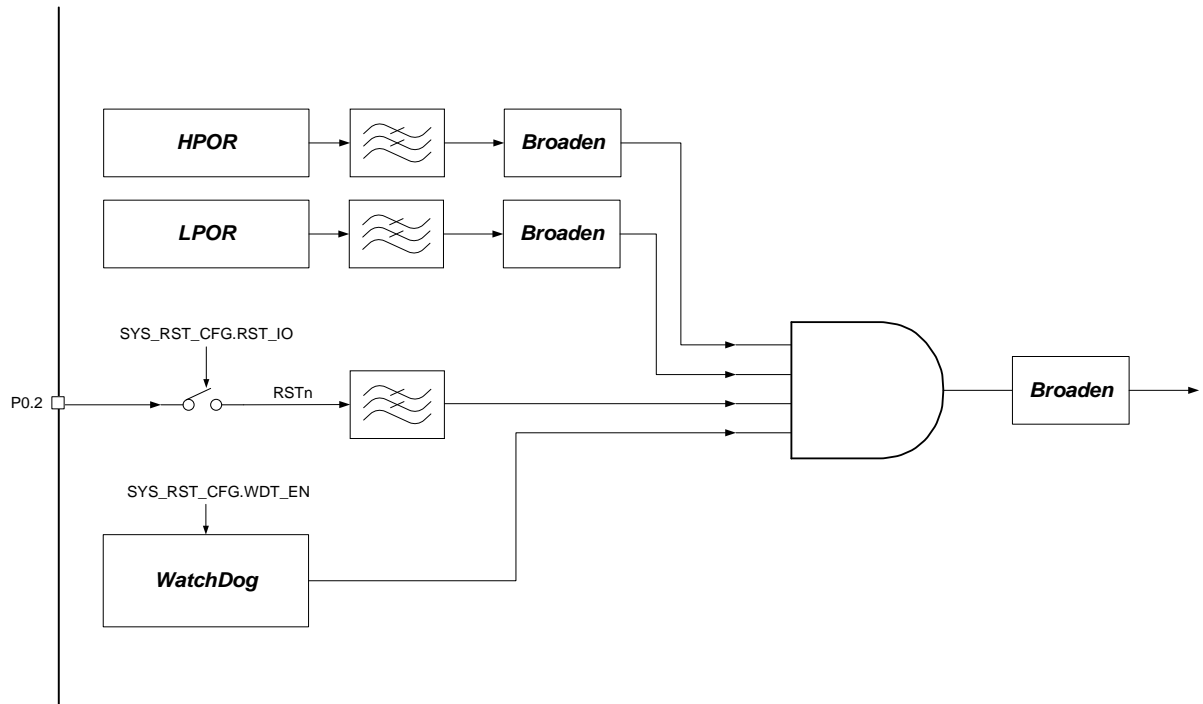 HPOR
Broaden
LPOR
Broaden
SYS_RST_CFG.RST_IO
P0.2
RSTn
Broaden
SYS_RST_CFG.WDT_EN
WatchDog